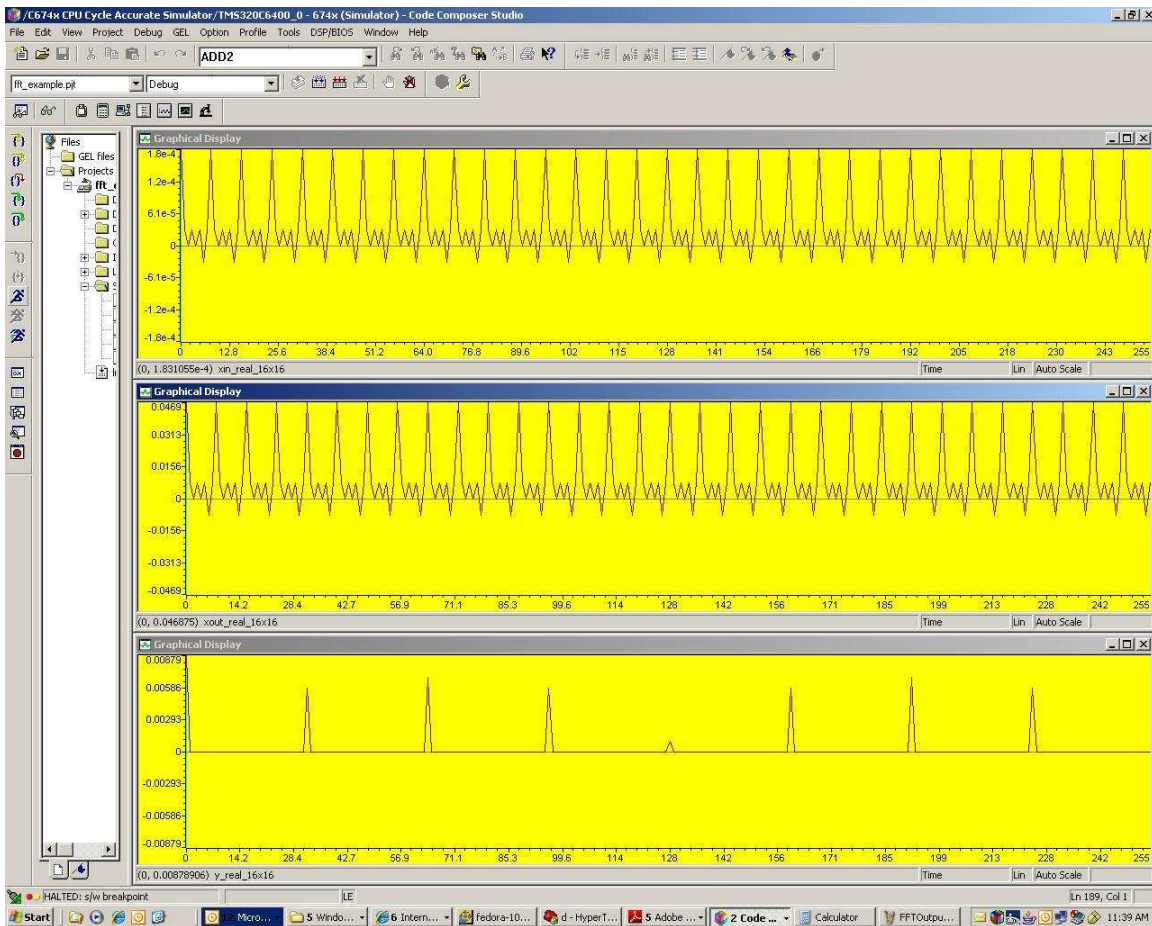 /C674x CPU Cycle Accurate Simulator/TMS320C6400_0 - 674x (Simulator) - Code Composer Studio
File Edit View Project Debug GEL Option Profile Tools DSP/BIOS Window Help
ADD2
fft_example.pjt Debug
Files
GEL files
Projects
fft_
Graphical Display
1.8e-4
1.2e-4
6.1e-5
0
-6.1e-5
-1.2e-4
-1.8e-4
0 12.8 25.6 38.4 51.2 64.0 76.8 89.6 102 115 128 141 154 166 179 192 205 218 230 243 255
(0, 1.831055e-4) xin_real_16x16 Time Lin Auto Scale
Graphical Display
0.0469
0.0313
0.0156
0
-0.0156
-0.0313
-0.0469
0 14.2 28.4 42.7 56.9 71.1 85.3 99.6 114 128 142 156 171 185 199 213 228 242 255
(0, 0.046875) xout_real_16x16 Time Lin Auto Scale
Graphical Display
0.00879
0.00586
0.00293
0
-0.00293
-0.00586
-0.00879
0 14.2 28.4 42.7 56.9 71.1 85.3 99.6 114 128 142 156 171 185 199 213 228 242 255
(0, 0.00878906) y_real_16x16 Time Lin Auto Scale
HALTED: s/w breakpoint LE Ln 189, Col 1
Start 12 Micro... 5 Windo... 6 Intern... fedora-10... d - HyperT... 5 Adobe ... 2 Code ... Calculator FFTOutpu... 11:39 AM